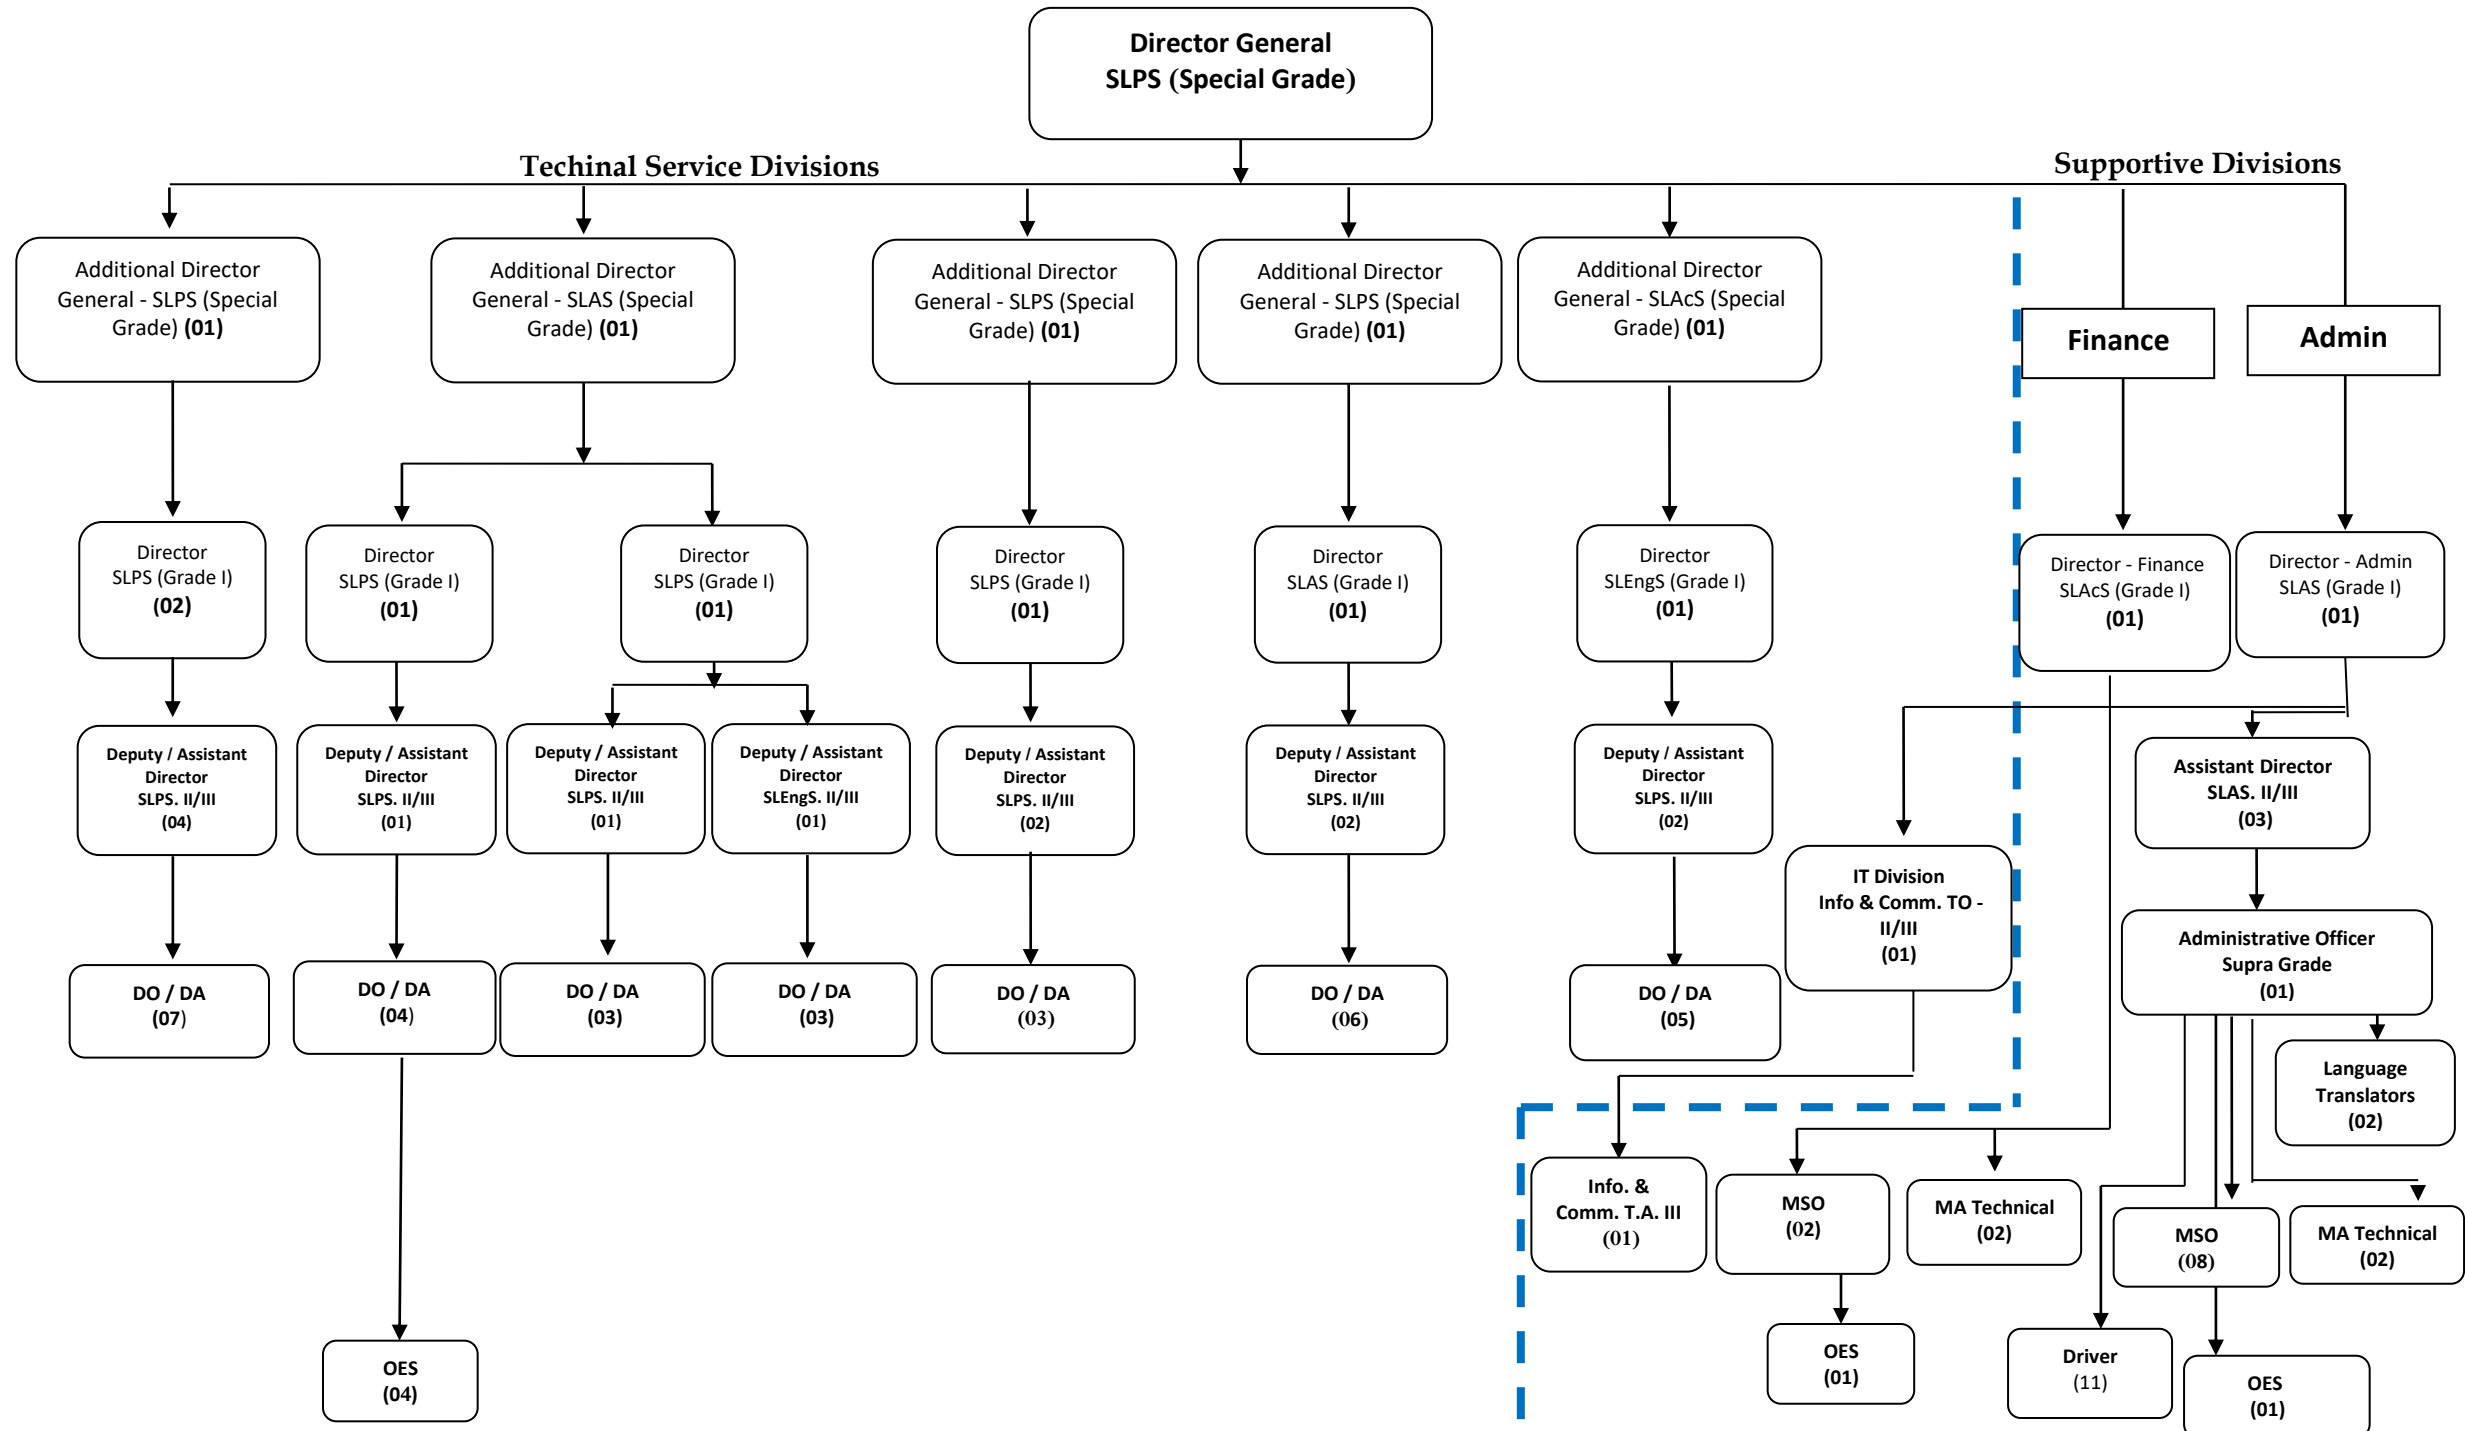 Director General
SLPS (Special Grade)
Techinal Service Divisions
Supportive Divisions
Additional Director
General - SLPS (Special
Grade) (01)
Additional Director
General - SLAS (Special
Grade) (01)
Additional Director
General - SLPS (Special
Grade) (01)
Additional Director
General - SLPS (Special
Grade) (01)
Additional Director
General - SLAcS (Special
Grade) (01)
Finance
Admin
Director
SLPS (Grade I)
(02)
Director
SLPS (Grade I)
(01)
Director
SLPS (Grade I)
(01)
Director
SLPS (Grade I)
(01)
Director
SLAS (Grade I)
(01)
Director
SLEngS (Grade I)
(01)
Director - Finance
SLAcS (Grade I)
(01)
Director - Admin
SLAS (Grade I)
(01)
Deputy / Assistant
Director
SLPS. II/III
(04)
Deputy / Assistant
Director
SLPS. II/III
(01)
Deputy / Assistant
Director
SLPS. II/III
(01)
Deputy / Assistant
Director
SLEngS. II/III
(01)
Deputy / Assistant
Director
SLPS. II/III
(02)
Deputy / Assistant
Director
SLPS. II/III
(02)
Deputy / Assistant
Director
SLPS. II/III
(02)
Assistant Director
SLAS. II/III
(03)
IT Division
Info & Comm. TO -
II/III
(01)
Administrative Officer
Supra Grade
(01)
DO / DA
(07)
DO / DA
(04)
DO / DA
(03)
DO / DA
(03)
DO / DA
(03)
DO / DA
(06)
DO / DA
(05)
Language
Translators
(02)
Info. &
Comm. T.A. III
(01)
MSO
(02)
MA Technical
(02)
MSO
(08)
MA Technical
(02)
OES
(04)
OES
(01)
Driver
(11)
OES
(01)